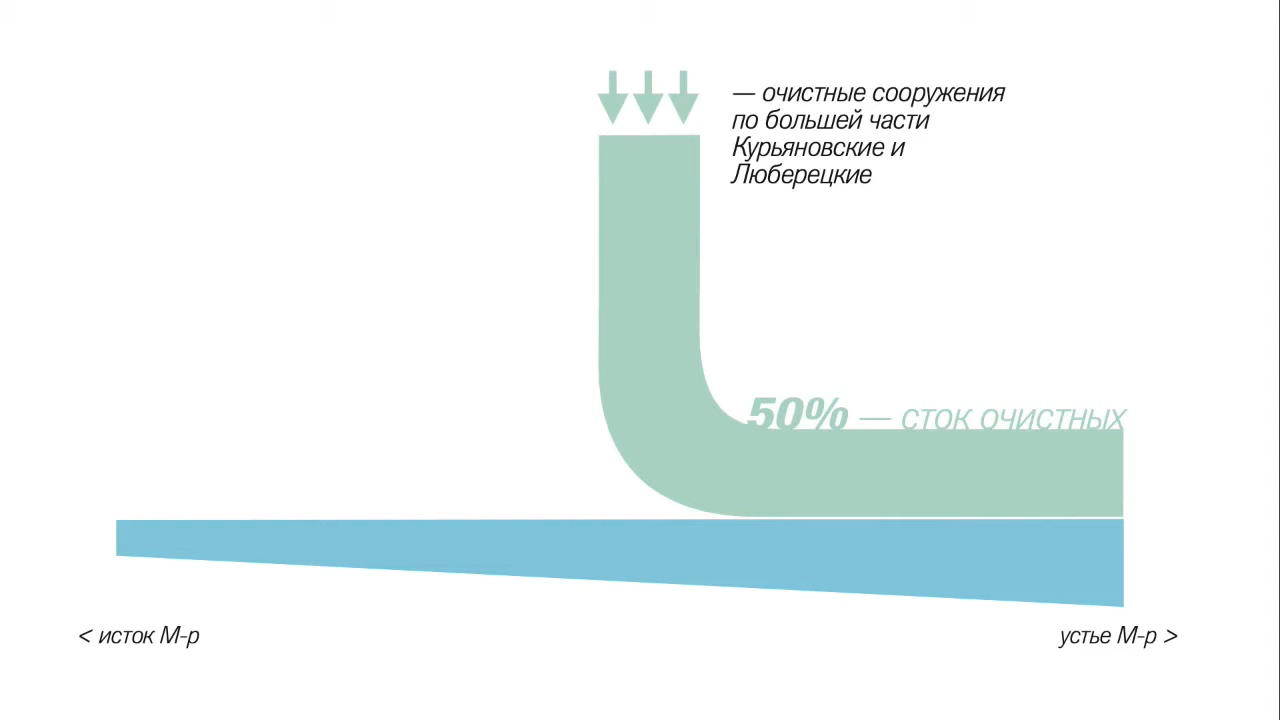 — очистные сооружения
по большей части
Курьяновские и
Люберецкие
50% — сток очистных
< исток М-р
устье М-р >